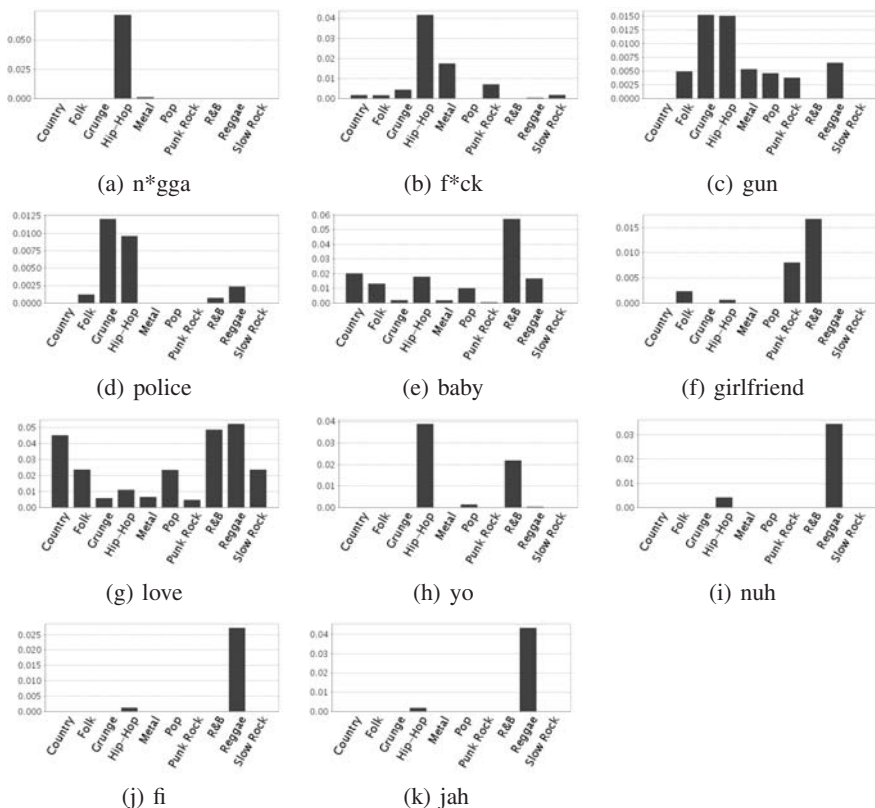 0.050
0.000
Country
Folk
Grunge
Hip-Hop
Metal
Pop
Punk Rock
R&B
Reggae
Slow Rock
(a) n*gga
0.04
0.03
0.02
0.01
0.00
Country
Folk
Grunge
Hip-Hop
Metal
Pop
Punk Rock
R&B
Reggae
Slow Rock
(b) f*ck
0.0150
0.0125
0.0100
0.0075
0.0050
0.0025
0.0000
Country
Folk
Grunge
Hip-Hop
Metal
Pop
Punk Rock
R&B
Reggae
Slow Rock
(c) gun
0.0125
0.0100
0.0075
0.0050
0.0025
0.0000
Country
Folk
Grunge
Hip-Hop
Metal
Pop
Punk Rock
R&B
Reggae
Slow Rock
(d) police
0.06
0.05
0.04
0.03
0.02
0.01
0.00
Country
Folk
Grunge
Hip-Hop
Metal
Pop
Punk Rock
R&B
Reggae
Slow Rock
(e) baby
0.015
0.010
0.005
0.000
Country
Folk
Grunge
Hip-Hop
Metal
Pop
Punk Rock
R&B
Reggae
Slow Rock
(f) girlfriend
0.05
0.04
0.03
0.02
0.01
0.00
Country
Folk
Grunge
Hip-Hop
Metal
Pop
Punk Rock
R&B
Reggae
Slow Rock
(g) love
0.04
0.03
0.02
0.01
0.00
Country
Folk
Grunge
Hip-Hop
Metal
Pop
Punk Rock
R&B
Reggae
Slow Rock
(h) yo
0.03
0.02
0.01
0.00
Country
Folk
Grunge
Hip-Hop
Metal
Pop
Punk Rock
R&B
Reggae
Slow Rock
(i) nuh
0.025
0.020
0.015
0.010
0.005
0.000
Country
Folk
Grunge
Hip-Hop
Metal
Pop
Punk Rock
R&B
Reggae
Slow Rock
(j) fi
0.04
0.03
0.02
0.01
0.00
Country
Folk
Grunge
Hip-Hop
Metal
Pop
Punk Rock
R&B
Reggae
Slow Rock
(k) jah